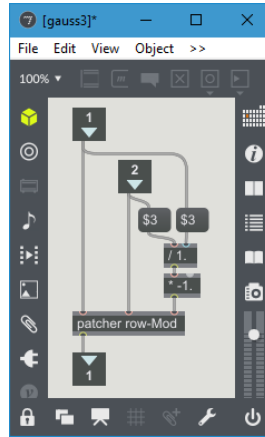 [gauss3]*
File Edit View Object >>
100% ▼
1
2
$3 $3
/ 1.
* -1.
patcher row-Mod
1